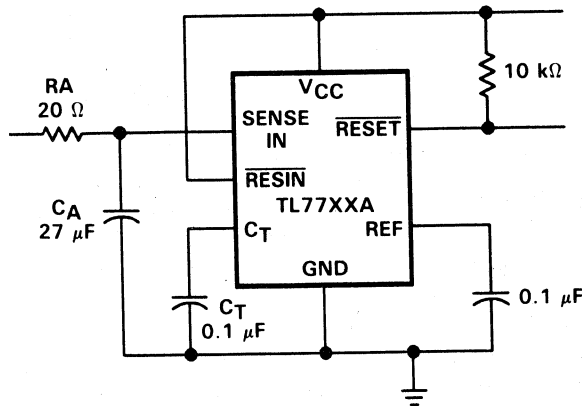 RA
20 Ω
VCC
10 kΩ
SENSE
IN
RESET
RESIN
TL77XXA
CA
27 μF
CT
REF
GND
CT
0.1 μF
0.1 μF